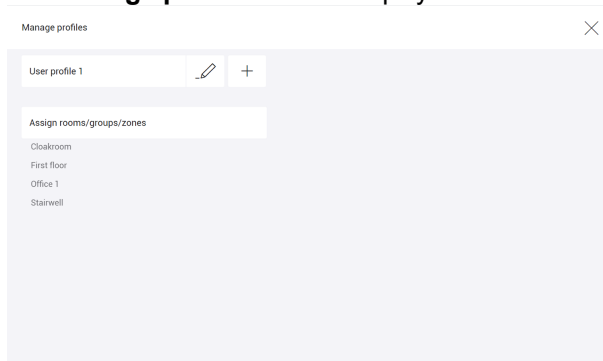 Manage profiles
User profile 1
Assign rooms/groups/zones
Cloakroom
First floor
Office 1
Stairwell